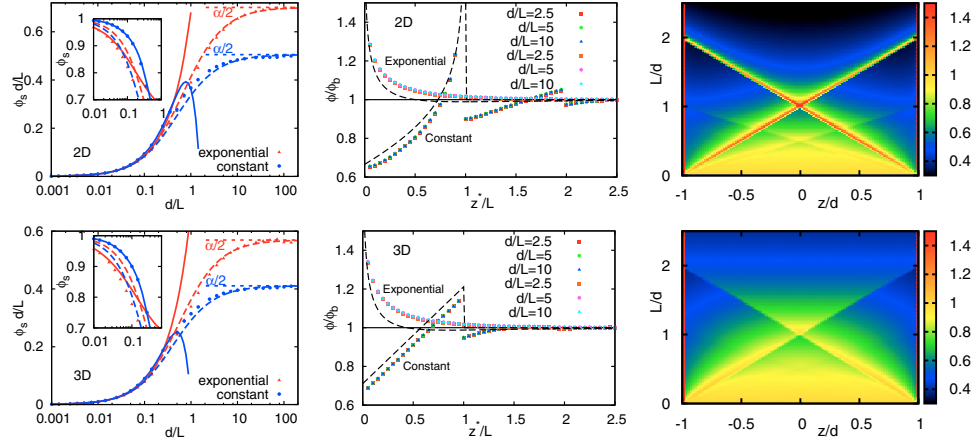 ϕs d/L
0.6
0.4
0.2
0
1
0.9
0.8
0.7
ϕs
0.01 0.1 1
α/2
α/2
2D
exponential
constant
0.001 0.01 0.1 1 10 100
d/L
ϕ/ϕb
1.4
1.2
1.0
0.8
0.6
2D
Exponential
Constant
d/L=2.5
d/L=5
d/L=10
d/L=2.5
d/L=5
d/L=10
0 0.5 1.0 1.5 2.0 2.5
z*/L
L/d
2
1
0
-1 -0.5 0 0.5 1
z/d
1.4
1.2
1
0.8
0.6
0.4
ϕs d/L
0.6
0.4
0.2
0
1
0.9
0.8
0.7
ϕs
0.01 0.1 1
α/2
α/2
3D
exponential
constant
0.001 0.01 0.1 1 10 100
d/L
ϕ/ϕb
1.4
1.2
1.0
0.8
0.6
3D
Exponential
Constant
d/L=2.5
d/L=5
d/L=10
d/L=2.5
d/L=5
d/L=10
0 0.5 1.0 1.5 2.0 2.5
z*/L
L/d
2
1
0
-1 -0.5 0 0.5 1
z/d
1.4
1.2
1
0.8
0.6
0.4